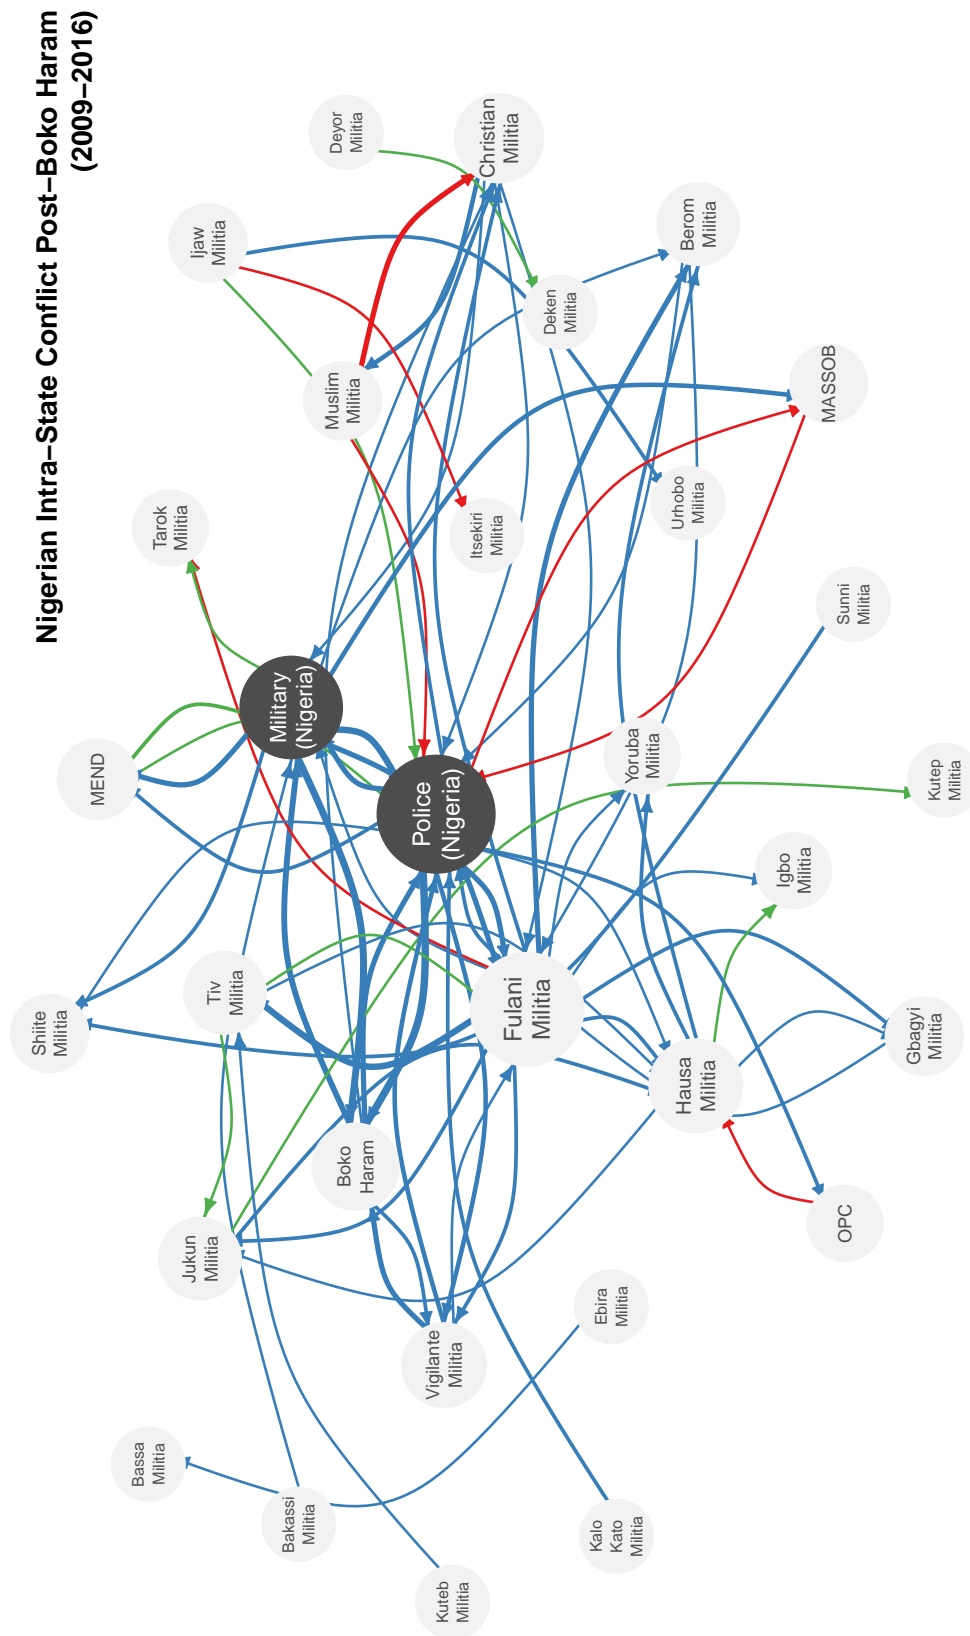 Nigerian Intra−State Conflict Post−Boko Haram
(2009−2016)
Bassa
Militia
Shiite
Militia
MEND
Tarok
Militia
Ijaw
Militia
Jukun
Militia
Tiv
Militia
Bakassi
Militia
Military
(Nigeria)
Deyor
Militia
Muslim
Militia
Boko
Haram
Kuteb
Militia
Vigilante
Militia
Police
(Nigeria)
Christian
Militia
Itsekiri
Militia
Fulani
Militia
Deken
Militia
Kalo
Kato
Militia
Ebira
Militia
Yoruba
Militia
Urhobo
Militia
Berom
Militia
Hausa
Militia
Igbo
Militia
MASSOB
OPC
Sunni
Militia
Gbagyi
Militia
Kutep
Militia